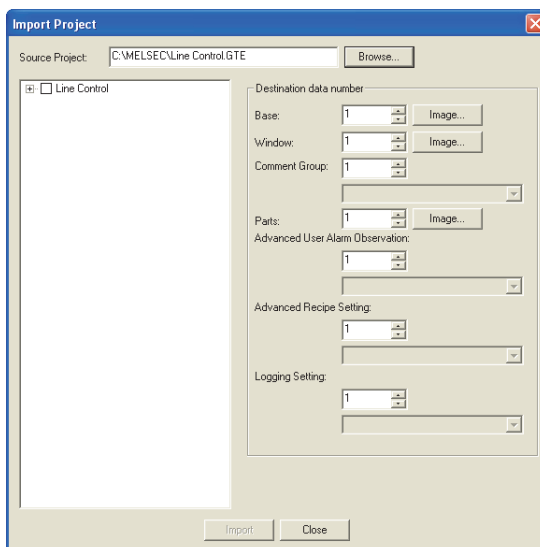 Import Project
Source Project: C:\MELSEC\Line Control.GTE Browse...
Line Control
Destination data number
Base: 1 Image...
Window: 1 Image...
Comment Group: 1
Parts: 1 Image...
Advanced User Alarm Observation:
1
Advanced Recipe Setting:
1
Logging Setting:
1
Import Close